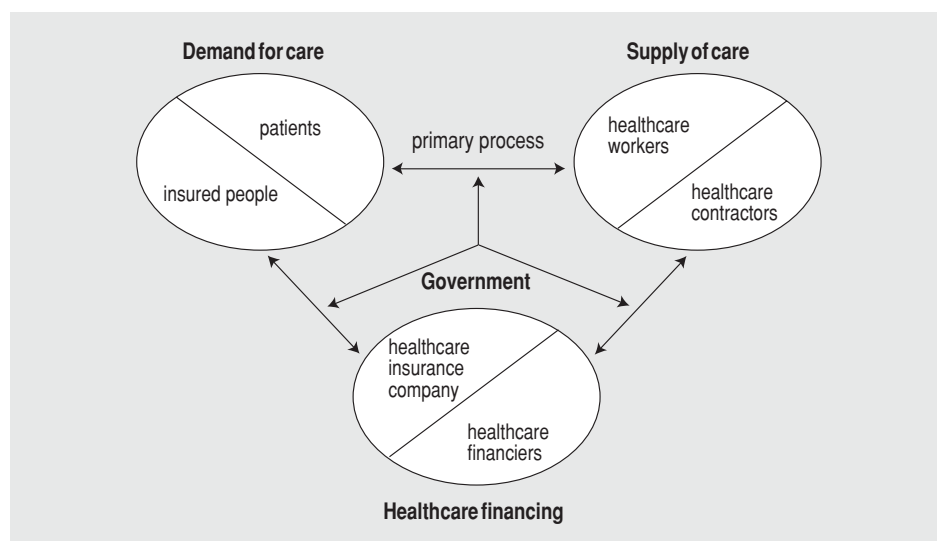 Demand for care
Supply of care
patients
insured people
primary process
healthcare
workers
healthcare
contractors
Government
healthcare
insurance
company
healthcare
financiers
Healthcare financing